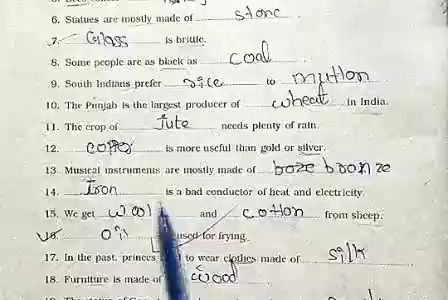 6. Statues are mostly made of stone.
7. Glass is brittle.
8. Some people are as black as coal
9. South Indians prefer rice to mutton
10. The Punjab is the largest producer of wheat in India.
11. The crop of jute needs plenty of rain.
12. copper is more useful than gold or silver.
13. Musical instruments are mostly made of boze bronze
14. Iron is a bad conductor of heat and electricity.
15. We get wool and cotton from sheep.
16. oil used for frying.
17. In the past, princes to wear clothes made of silk
18. Furniture is made of wood